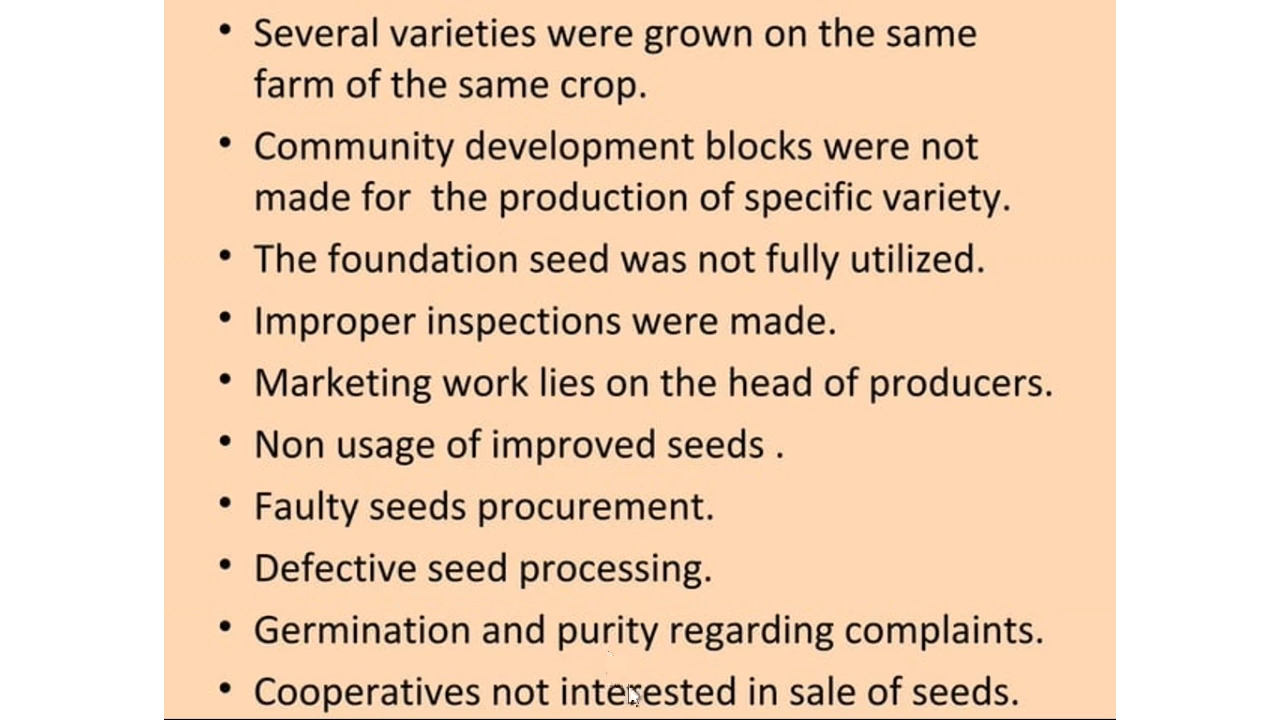 • Several varieties were grown on the same
farm of the same crop.
• Community development blocks were not
made for  the production of specific variety.
• The foundation seed was not fully utilized.
• Improper inspections were made.
• Marketing work lies on the head of producers.
• Non usage of improved seeds .
• Faulty seeds procurement.
• Defective seed processing.
• Germination and purity regarding complaints.
• Cooperatives not interested in sale of seeds.